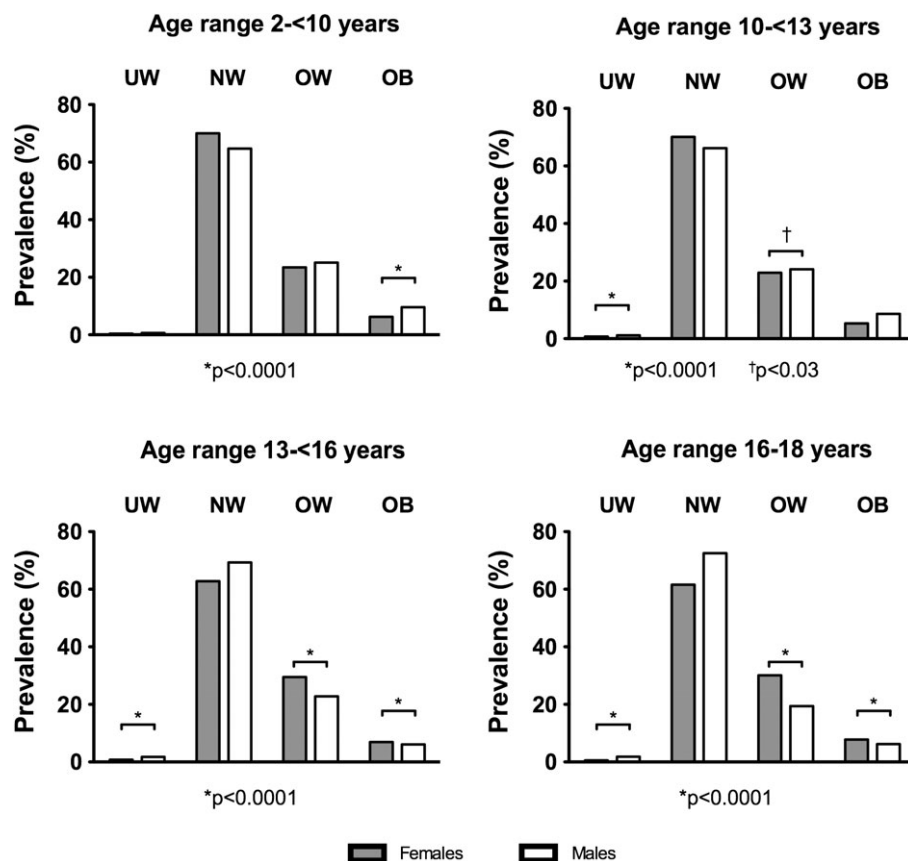 Age range 2-<10 years
UW NW OW OB
Prevalence (%)
80
60
40
20
0
*
*p<0.0001
Age range 10-<13 years
UW NW OW OB
Prevalence (%)
80
60
40
20
0
*
†
*p<0.0001 †p<0.03
Age range 13-<16 years
UW NW OW OB
Prevalence (%)
80
60
40
20
0
*
*
*
*p<0.0001
Age range 16-18 years
UW NW OW OB
Prevalence (%)
80
60
40
20
0
*
*
*
*p<0.0001
Females Males